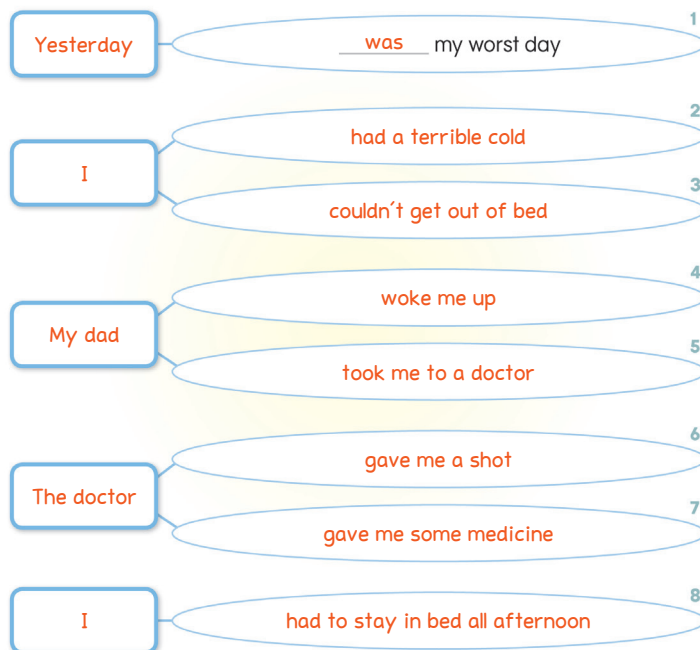 1
Yesterday
was my worst day
2
I
had a terrible cold
3
couldn´t get out of bed
4
My dad
woke me up
5
took me to a doctor
6
The doctor
gave me a shot
7
gave me some medicine
8
I
had to stay in bed all afternoon